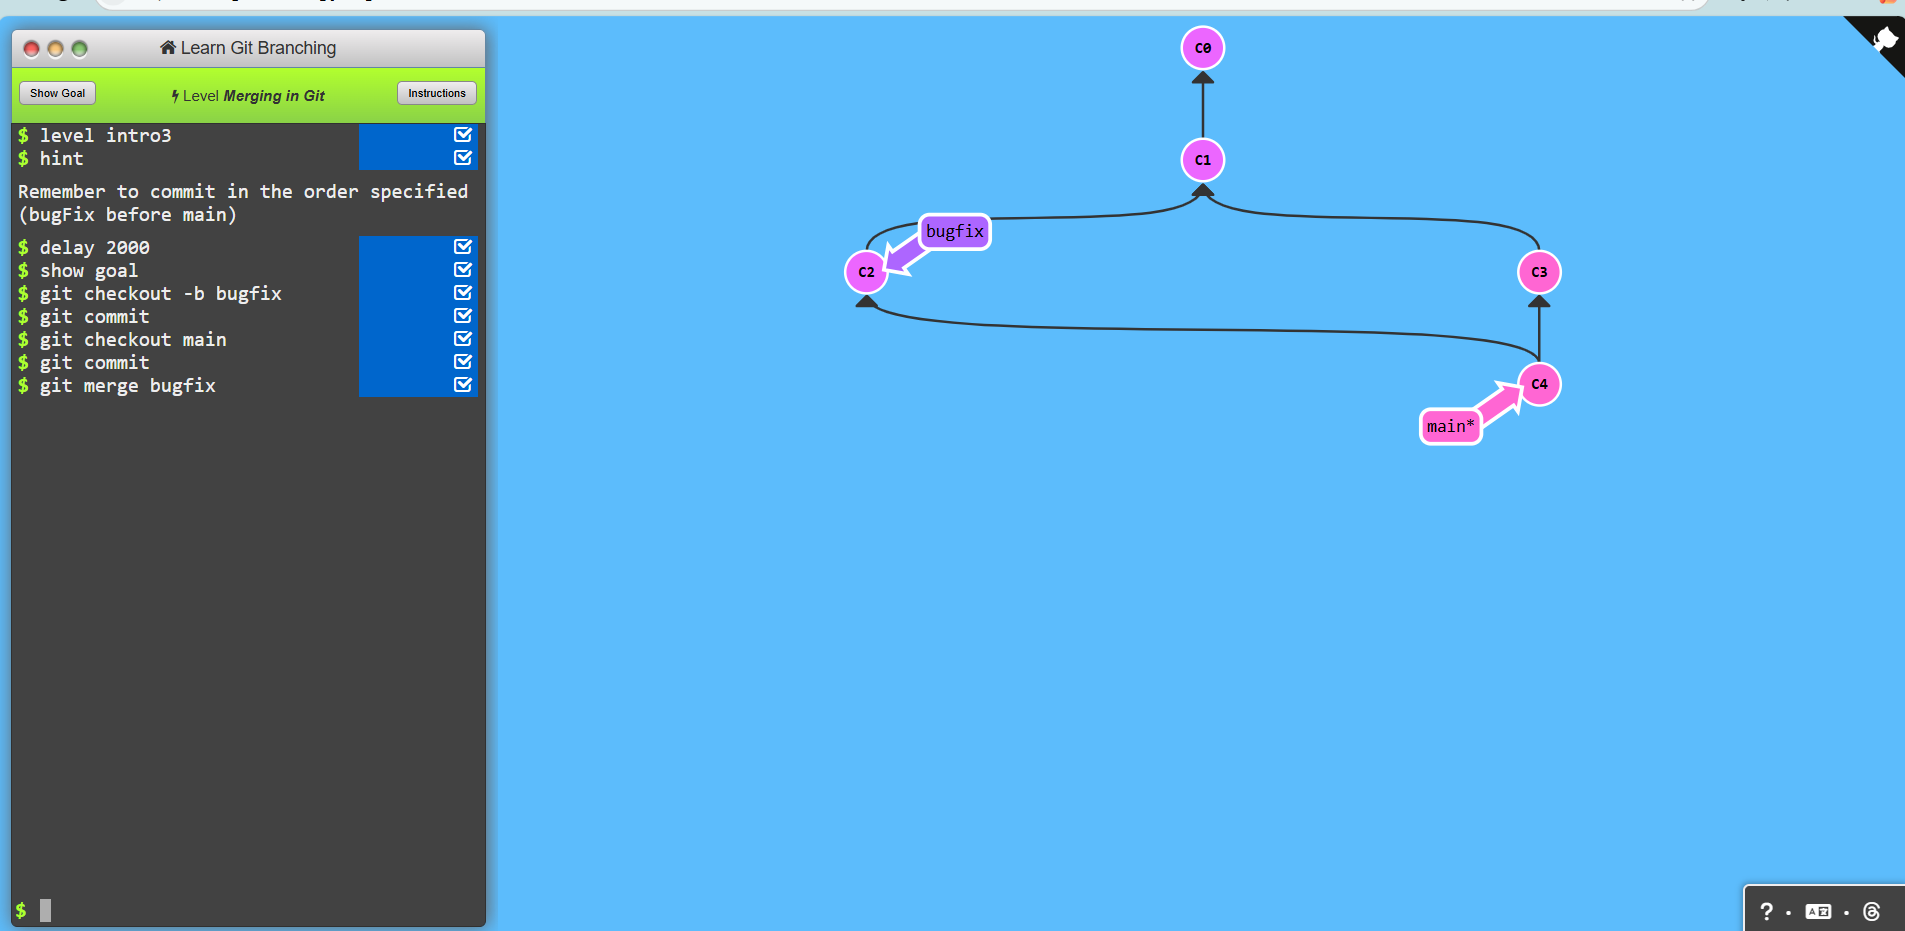 Learn Git Branching
Show Goal
Level Merging in Git
Instructions
$ level intro3
$ hint
Remember to commit in the order specified
(bugFix before main)
$ delay 2000
$ show goal
$ git checkout -b bugfix
$ git commit
$ git checkout main
$ git commit
$ git merge bugfix
$
C0
C1
bugfix
C2
C3
C4
main*
?